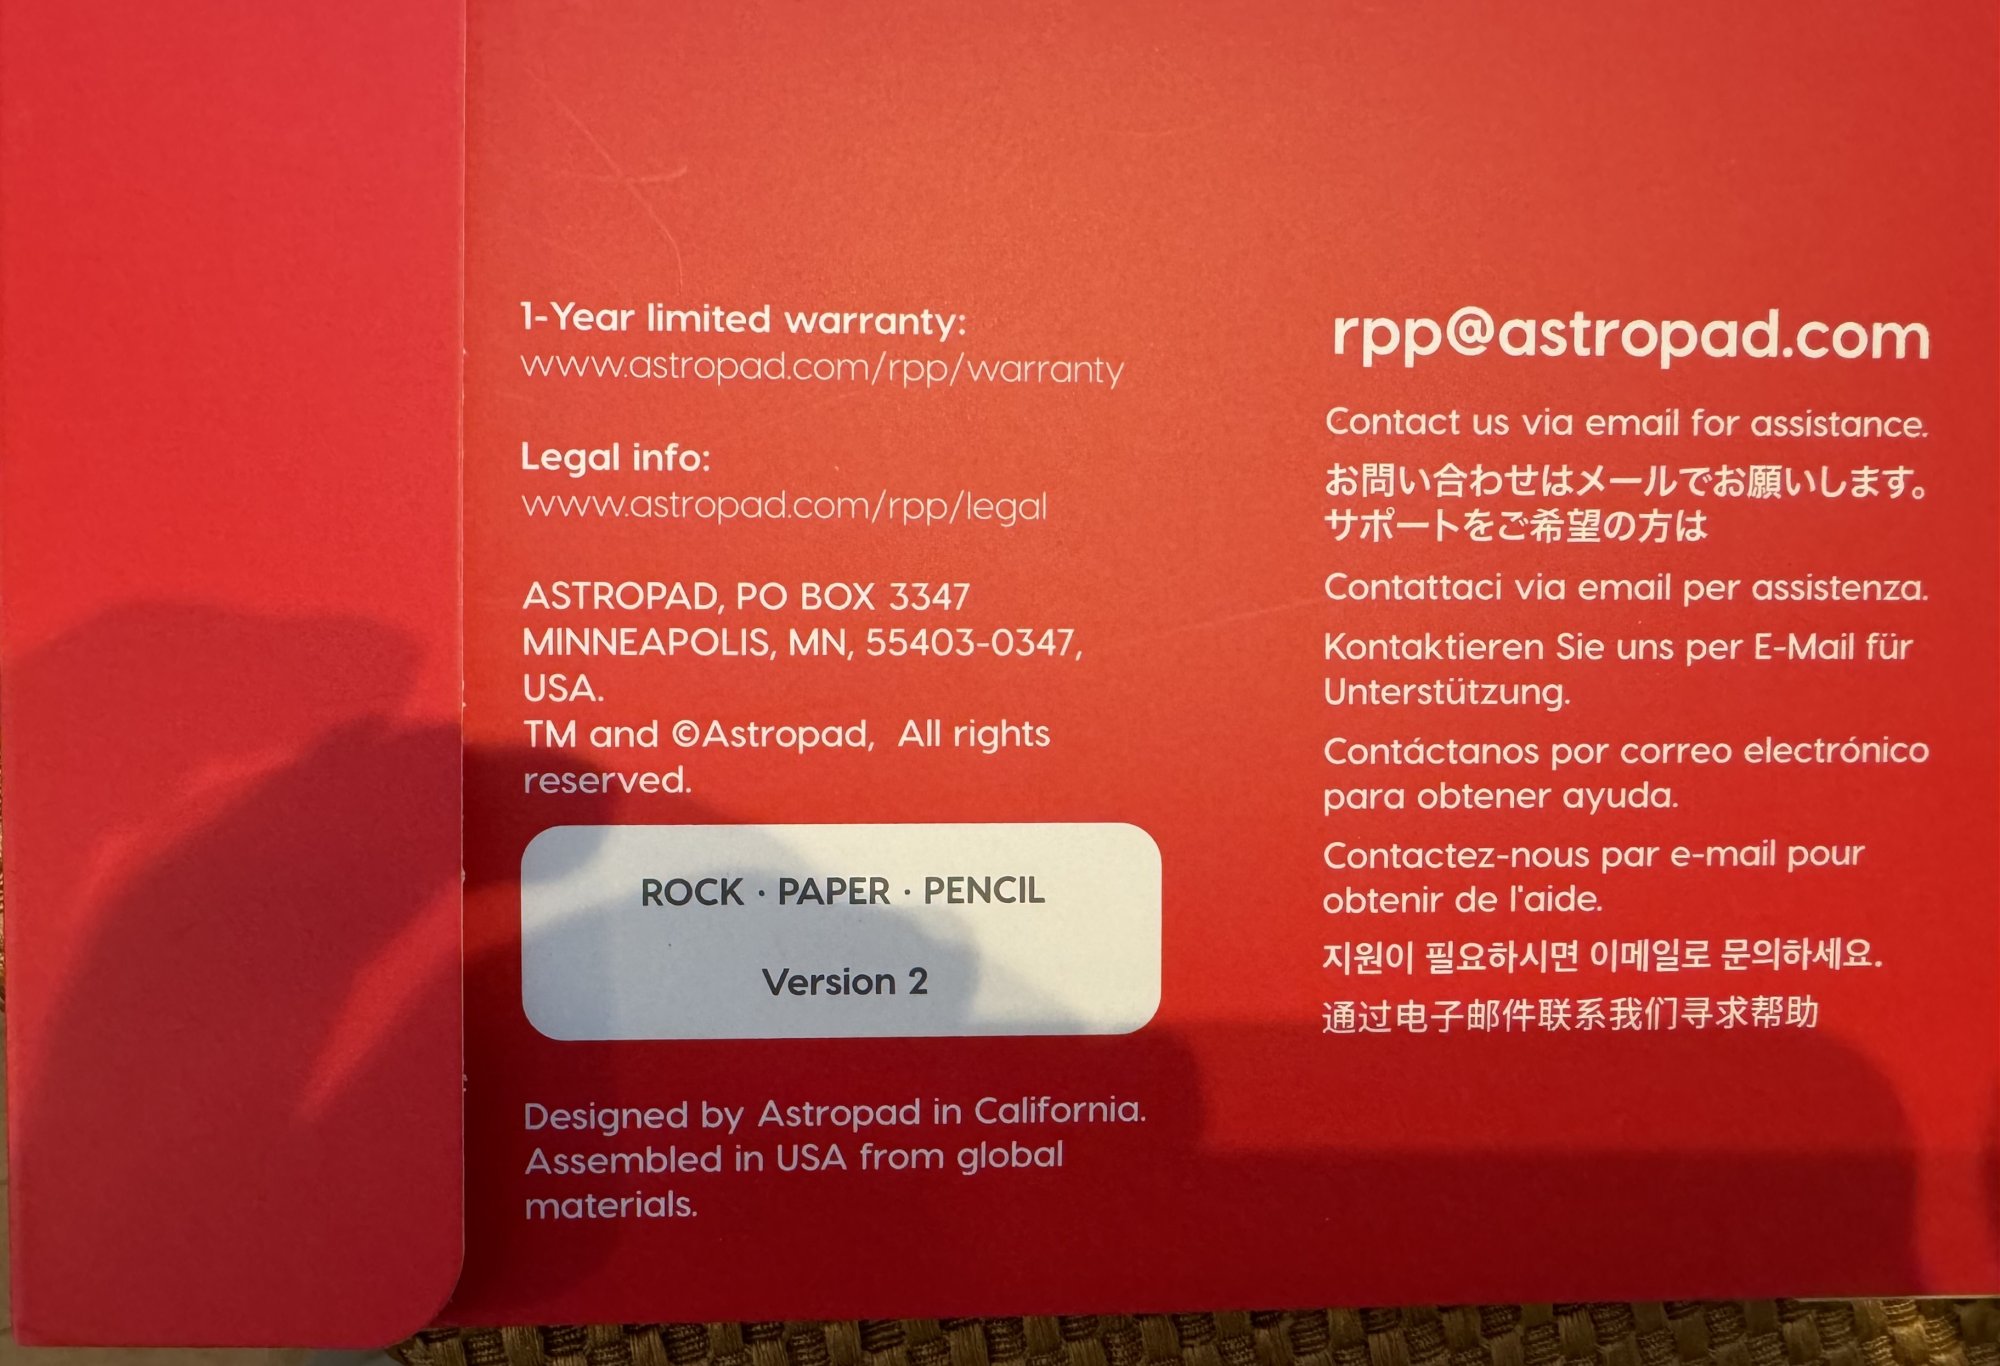 1-Year limited warranty:
www.astropad.com/rpp/warranty
Legal info:
www.astropad.com/rpp/legal
ASTROPAD, PO BOX 3347
MINNEAPOLIS, MN, 55403-0347,
USA.
TM and ©Astropad,  All rights
reserved.
ROCK · PAPER · PENCIL
Version 2
Designed by Astropad in California.
Assembled in USA from global
materials.
rpp@astropad.com
Contact us via email for assistance.
お問い合わせはメールでお願いします。
サポートをご希望の方は
Contattaci via email per assistenza.
Kontaktieren Sie uns per E-Mail für
Unterstützung.
Contáctanos por correo electrónico
para obtener ayuda.
Contactez-nous par e-mail pour
obtenir de l'aide.
지원이 필요하시면 이메일로 문의하세요.
通过电子邮件联系我们寻求帮助